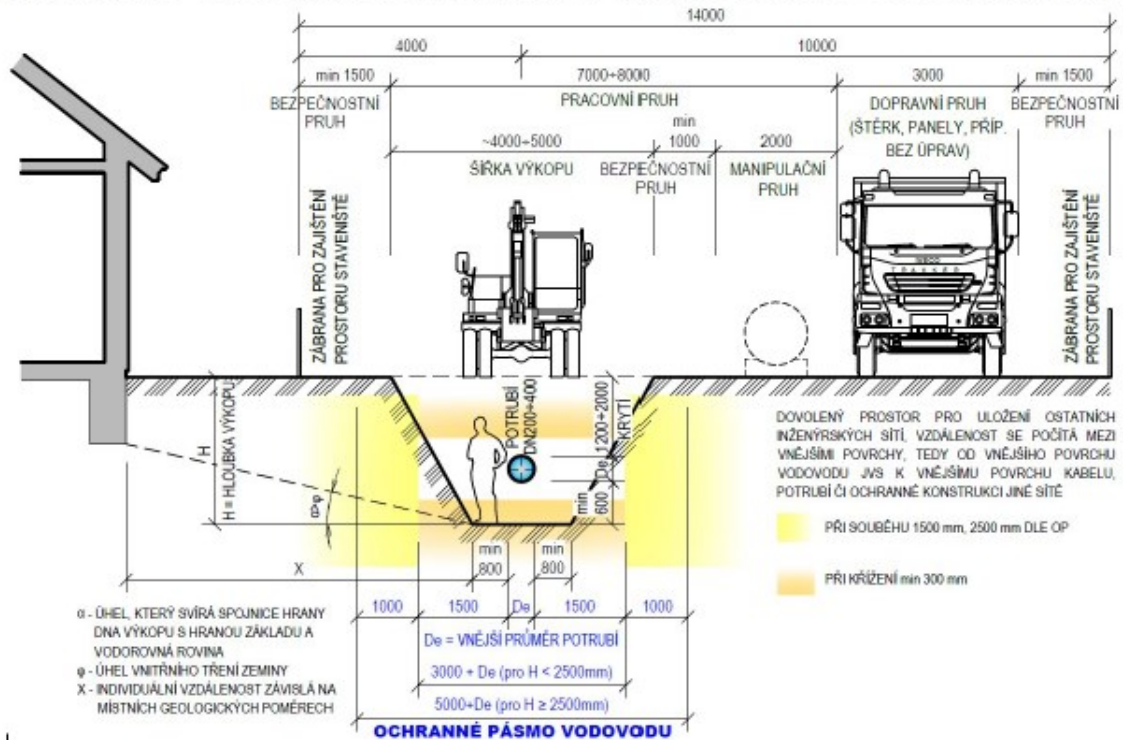 14000
4000
10000
min 1500
7000÷8000
3000
min 1500
BEZPEČNOSTNÍ
PRUH
PRACOVNÍ PRUH
DOPRAVNÍ PRUH
(ŠTĚRK, PANELY, PŘÍP.
BEZ ÚPRAV)
BEZPEČNOSTNÍ
PRUH
~4000÷5000
min
1000
2000
ŠÍŘKA VÝKOPU
BEZPEČNOSTNÍ
PRUH
MANIPULAČNÍ
PRUH
ZÁBRANA PRO ZAJIŠTĚNÍ
PROSTORU STAVENIŠTĚ
IVECO
TRAKKER
ZÁBRANA PRO ZAJIŠTĚNÍ
PROSTORU STAVENIŠTĚ
H
H = HLOUBKA VÝKOPU
POTRUBÍ
DN200÷400
De
1200÷2000
KRYTÍ
min
600
α>φ
X
min
800
min
800
DOVOLENÝ PROSTOR PRO ULOŽENÍ OSTATNÍCH
INŽENÝRSKÝCH SÍTÍ, VZDÁLENOST SE POČÍTÁ MEZI
VNĚJŠÍMI POVRCHY, TEDY OD VNĚJŠÍHO POVRCHU
VODOVODU JVS K VNĚJŠÍMU POVRCHU KABELU,
POTRUBÍ ČI OCHRANNÉ KONSTRUKCI JINÉ SÍTĚ
PŘI SOUBĚHU 1500 mm, 2500 mm DLE OP
PŘI KŘÍŽENÍ min 300 mm
1000
1500
De
1500
1000
De = VNĚJŠÍ PRŮMĚR POTRUBÍ
3000 + De (pro H < 2500mm)
5000+De (pro H ≥ 2500mm)
OCHRANNÉ PÁSMO VODOVODU
α - ÚHEL, KTERÝ SVÍRÁ SPOJNICE HRANY
DNA VÝKOPU S HRANOU ZÁKLADU A
VODOROVNÁ ROVINA
φ - ÚHEL VNITŘNÍHO TŘENÍ ZEMINY
X - INDIVIDUÁLNÍ VZDÁLENOST ZÁVISLÁ NA
MÍSTNÍCH GEOLOGICKÝCH POMĚRECH